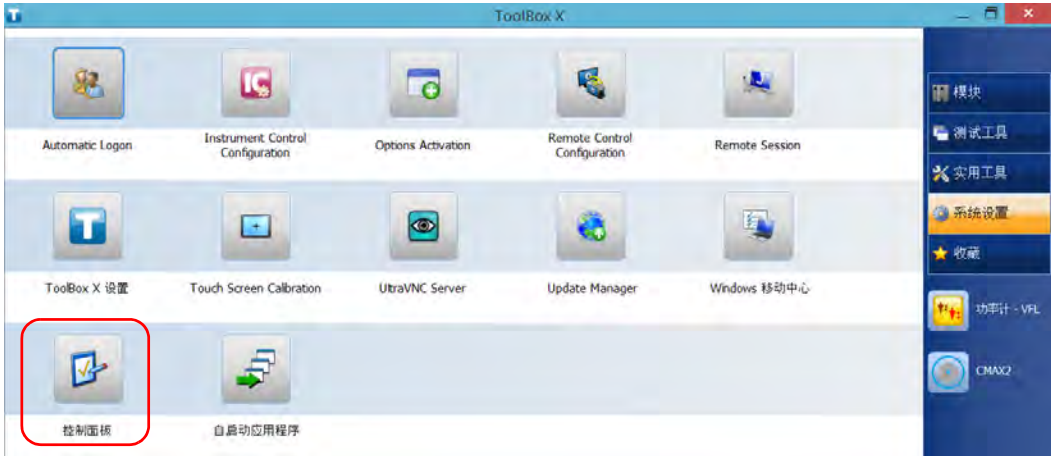 ToolBox X
Automatic Logon
Instrument Control
Configuration
Options Activation
Remote Control
Configuration
Remote Session
ToolBox X 设置
Touch Screen Calibration
UltraVNC Server
Update Manager
Windows 移动中心
控制面板
自启动应用程序
模块
测试工具
实用工具
系统设置
收藏
功率计 - VFL
CMAX2